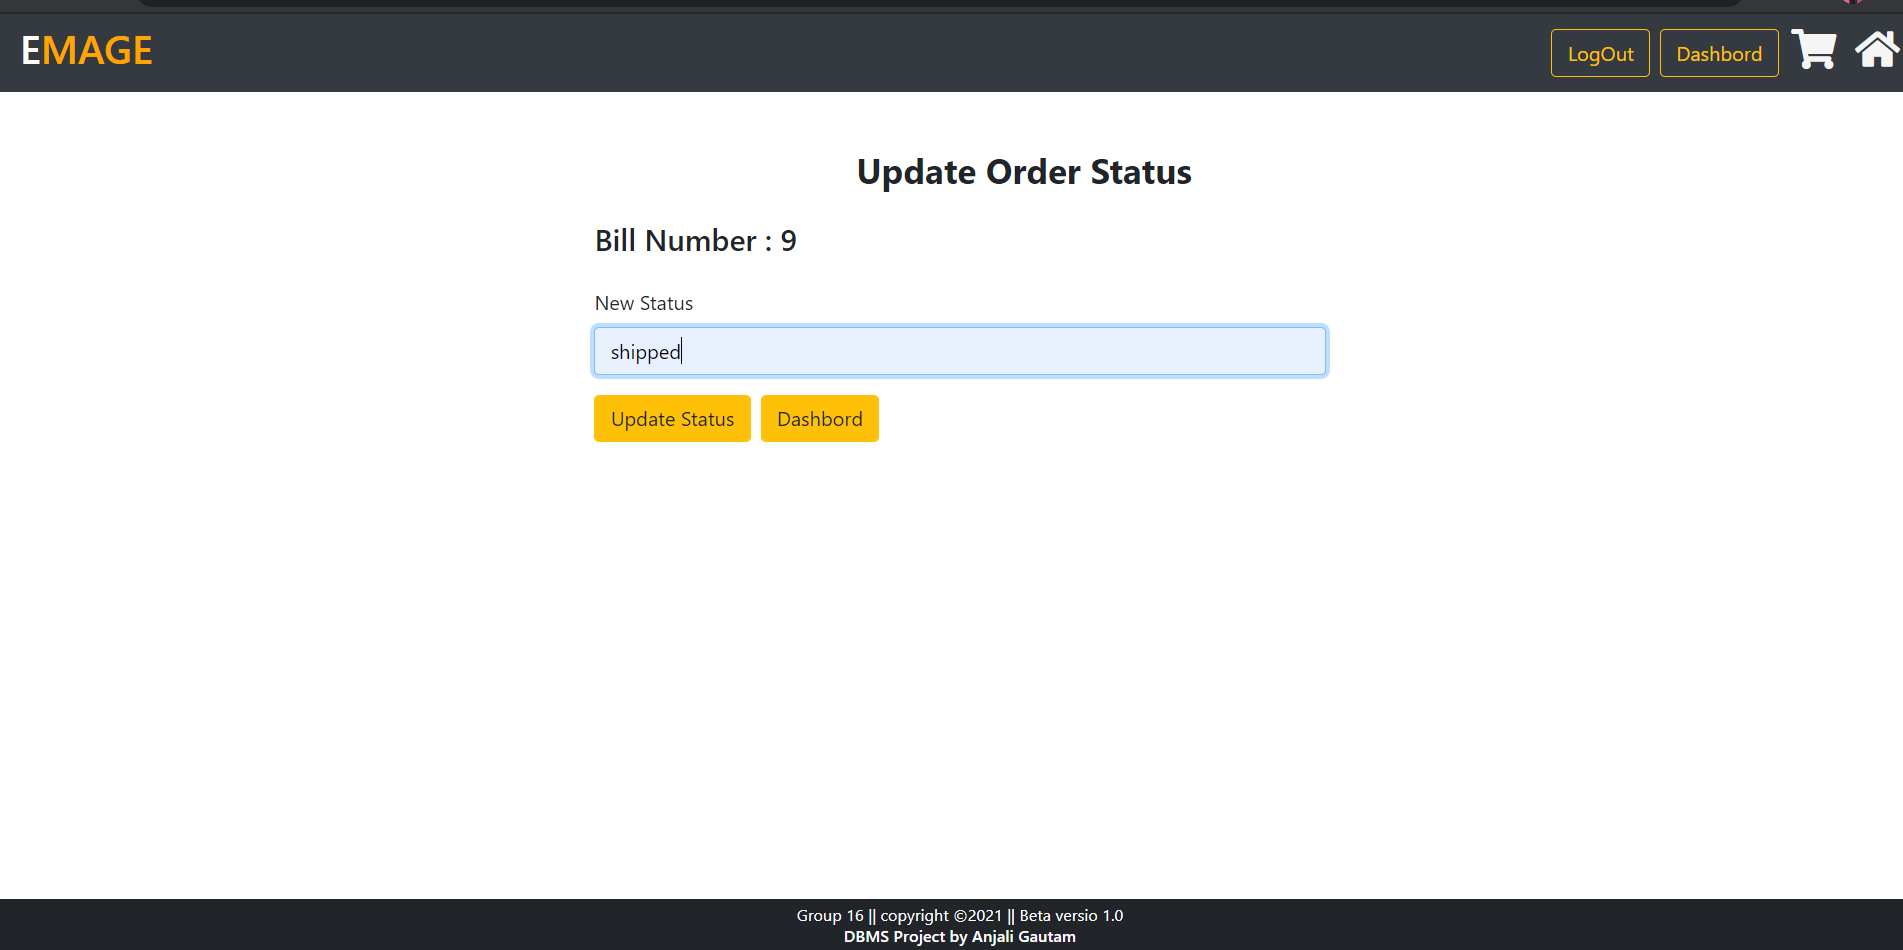 EMAGE
LogOut Dashbord
Update Order Status
Bill Number : 9
New Status
shipped
Update Status Dashbord
Group 16 || copyright ©2021 || Beta versio 1.0
DBMS Project by Anjali Gautam